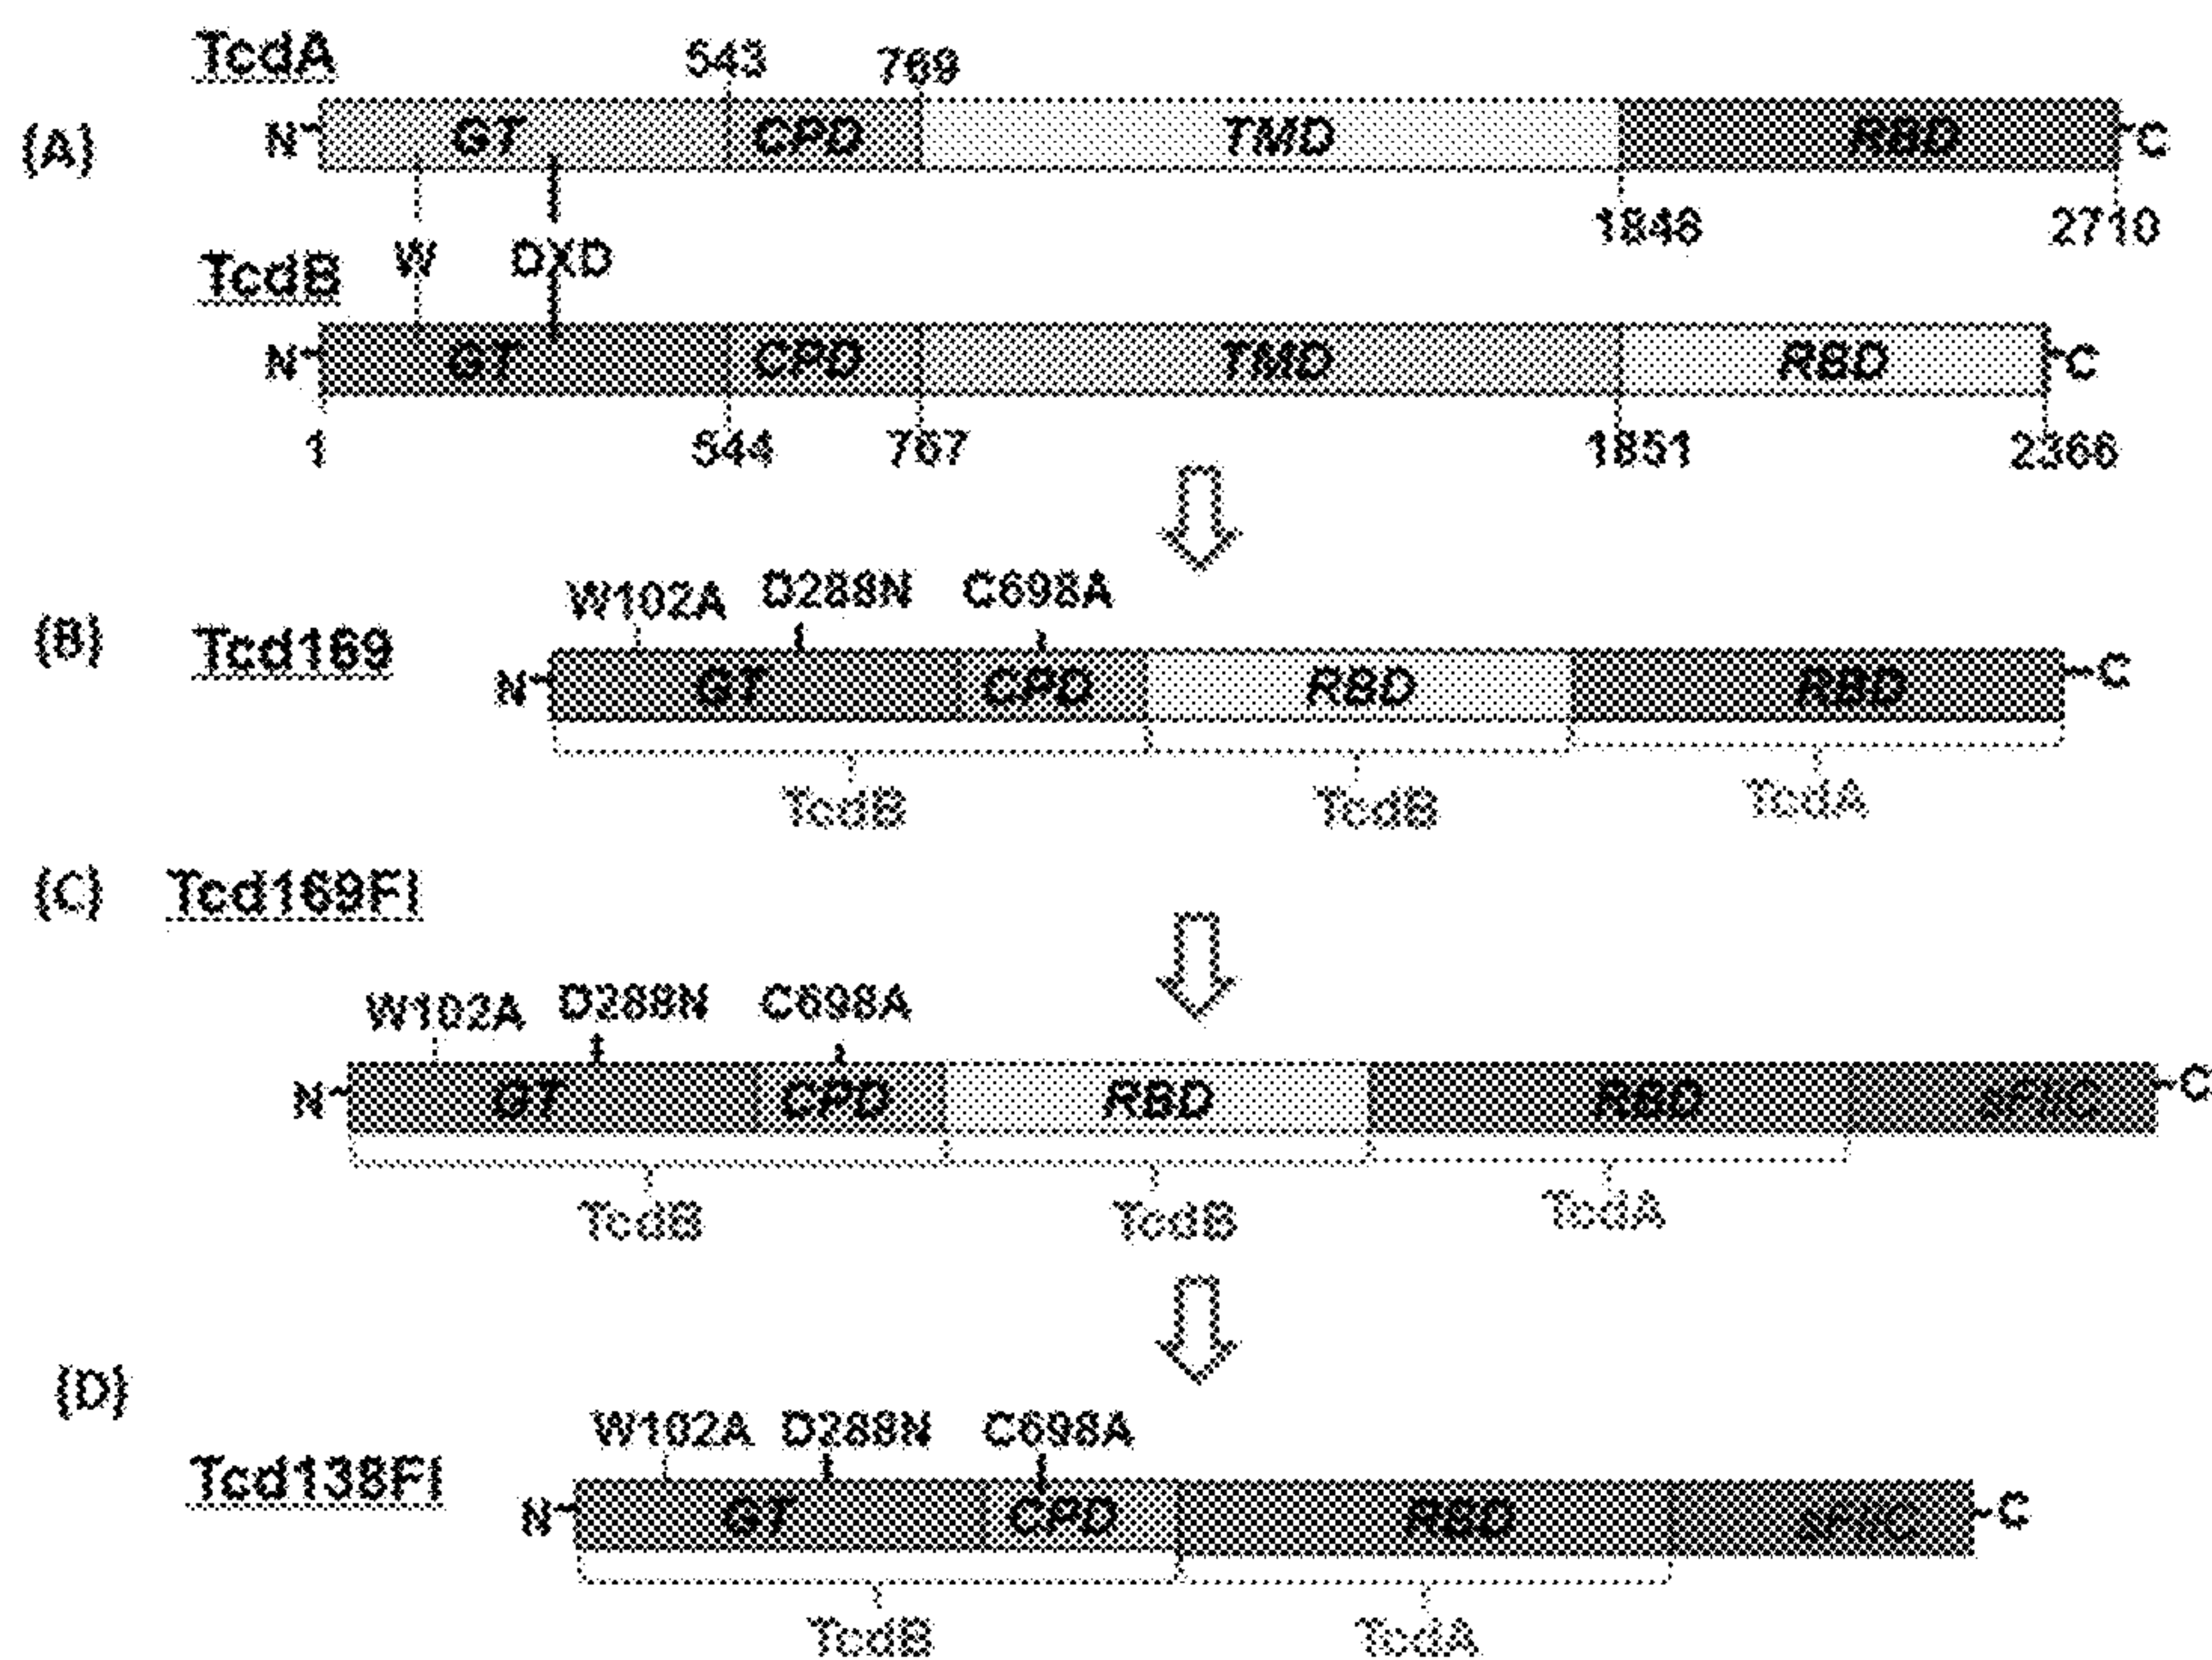 TcdA
543 769
(A) N GT CPD TMD RBD C
1846 2710
W DXD
TcdB
N GT CPD TMD RBD C
1 544 767 1851 2366
W102A D288N C698A
(B) Tcd169
N GT CPD RBD RBD C
TcdB TcdB TcdA
(C) Tcd169FI
W102A D288N C698A
N GT CPD RBD RBD sFliC C
TcdB TcdB TcdA
(D)
W102A D288N C698A
Tcd138FI
N GT CPD RBD sFliC C
TcdB TcdA